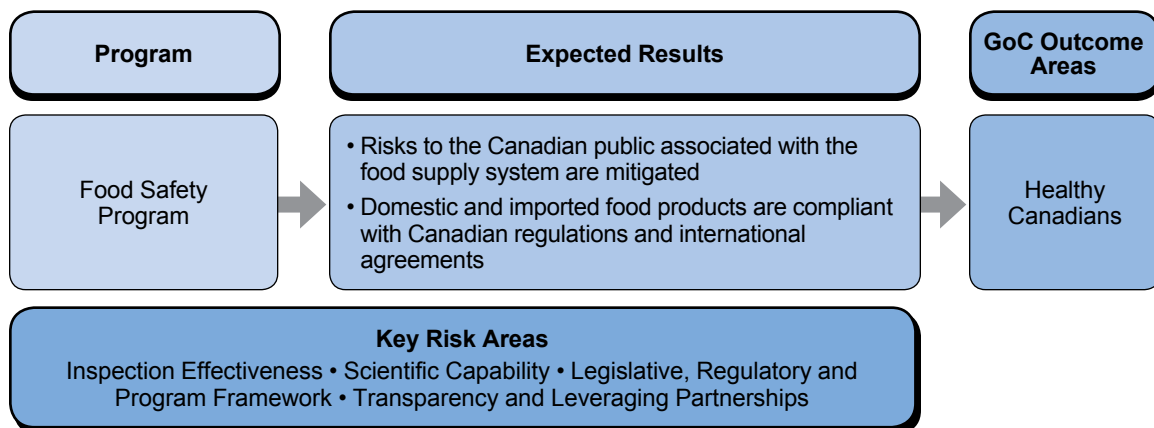 Program
Expected Results
GoC Outcome
Areas
Food Safety
Program
• Risks to the Canadian public associated with the
food supply system are mitigated
• Domestic and imported food products are compliant
with Canadian regulations and international
agreements
Healthy
Canadians
Key Risk Areas
Inspection Effectiveness • Scientific Capability • Legislative, Regulatory and
Program Framework • Transparency and Leveraging Partnerships